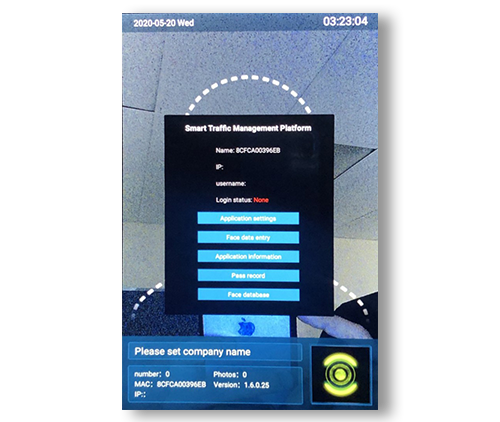 2020-05-20 Wed
03:23:04
Smart Traffic Management Platform
Name: 8CFCA00396EB
IP:
username:
Login status: None
Application settings
Face data entry
Application information
Pass record
Face database
Please set company name
number: 0 Photos: 0
MAC: 8CFCA00396EB Version: 1.6.0.25
IP::